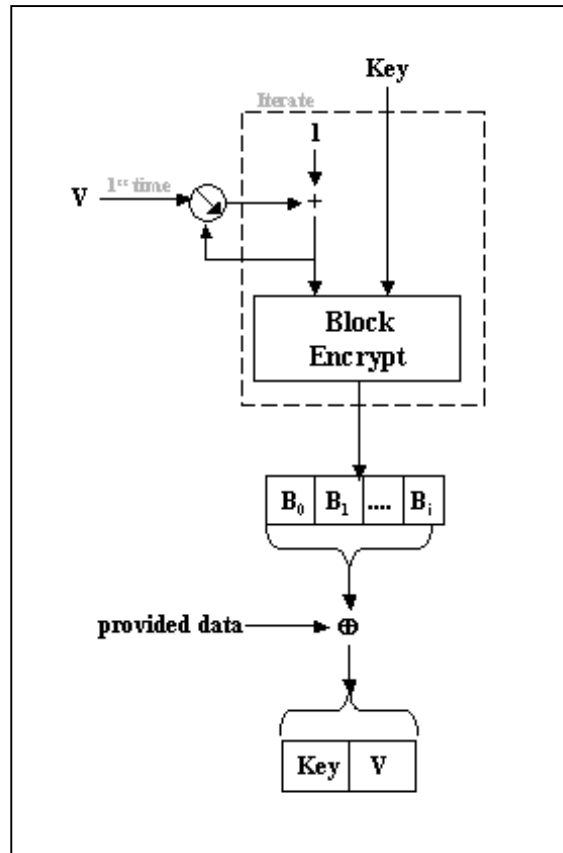 Key
Iterate
1
V 1st time
+
Block
Encrypt
B0 B1 .... Bi
provided data ⊕
Key V